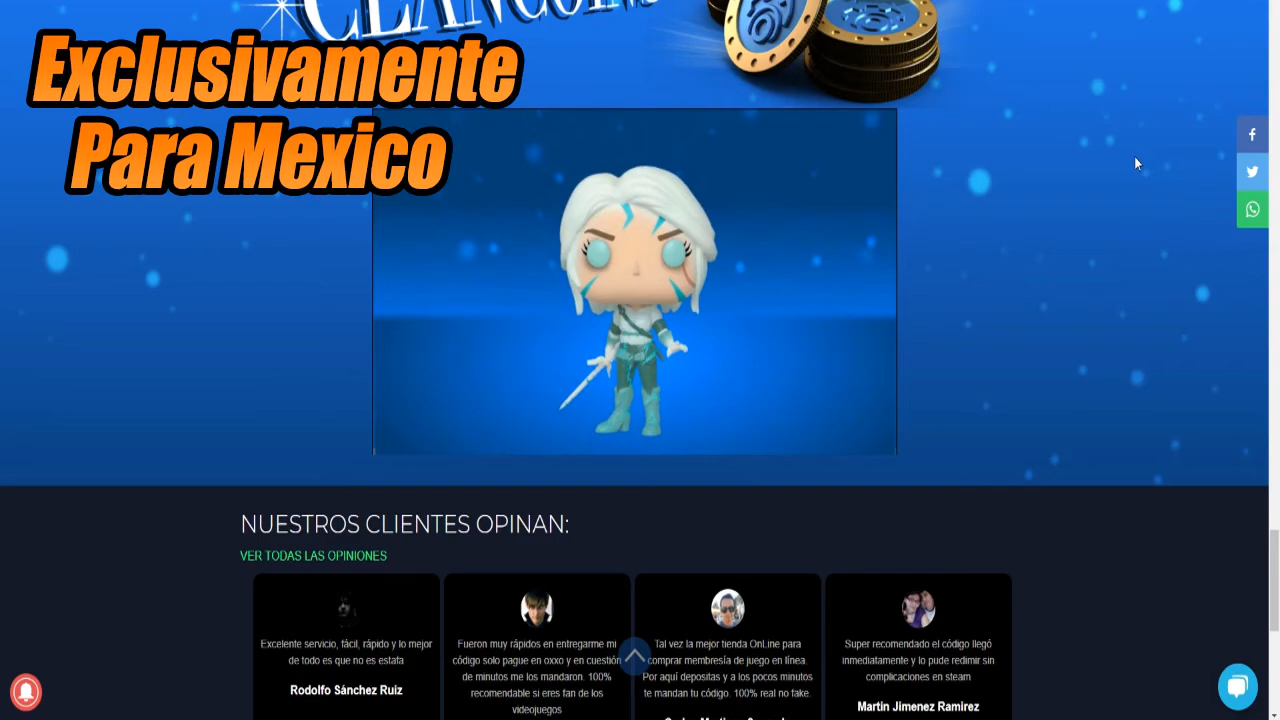 CLANCOINS
Exclusivamente
Para Mexico
NUESTROS CLIENTES OPINAN:
VER TODAS LAS OPINIONES
Excelente servicio, fácil, rápido y lo mejor
de todo es que no es estafa
Rodolfo Sánchez Ruiz
Fueron muy rápidos en entregarme mi
código solo pague en oxxo y en cuestión
de minutos me los mandaron. 100%
recomendable si eres fan de los
videojuegos
Tal vez la mejor tienda OnLine para
comprar membresía de juego en línea.
Por aquí depositas y a los pocos minutos
te mandan tu código. 100% real no fake.
Super recomendado el código llegó
inmediatamente y lo pude redimir sin
complicaciones en steam
Martin Jimenez Ramirez